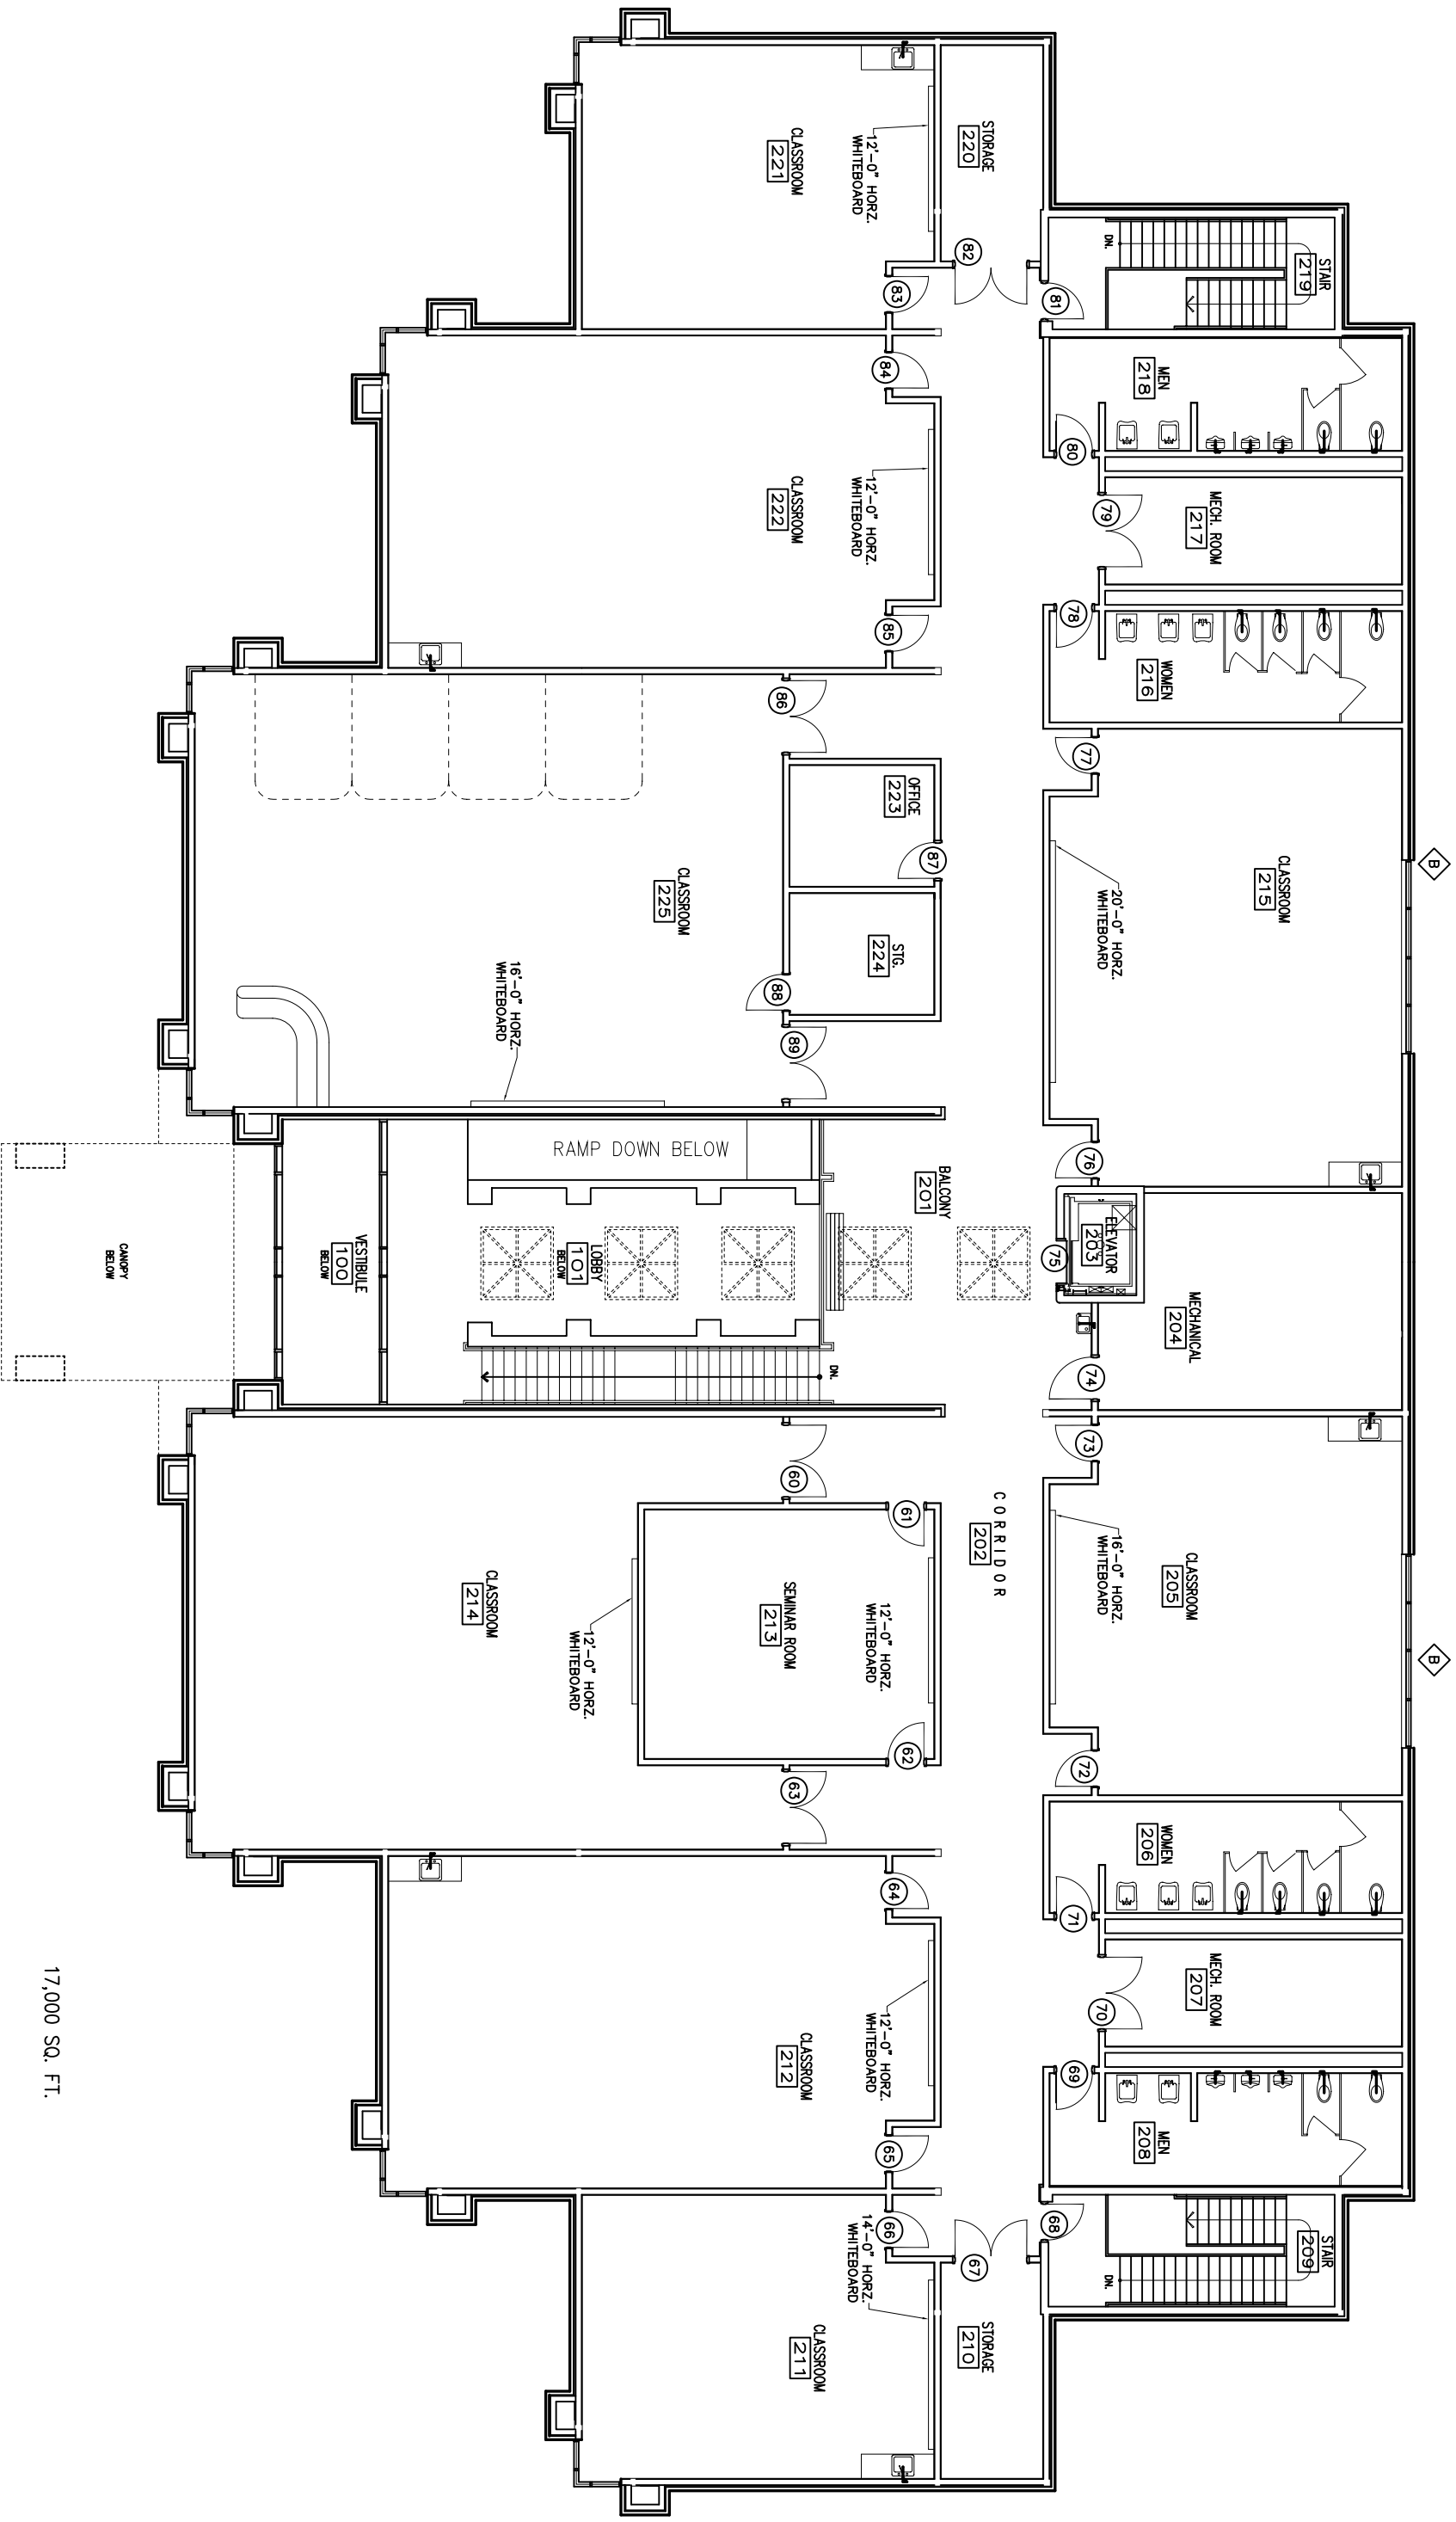 B
B
STAIR
219
DN.
MEN
218
MECH. ROOM
217
WOMEN
216
CLASSROOM
215
20'-0" HORZ.
WHITEBOARD
ELEVATOR
203
MECHANICAL
204
CLASSROOM
205
16'-0" HORZ.
WHITEBOARD
WOMEN
206
MECH. ROOM
207
MEN
208
STAIR
209
DN.
81
80
79
78
77
76
75
74
73
72
71
70
69
68
STORAGE
220
82
BALCONY
201
CORRIDOR
202
67
STORAGE
210
83
84
85
86
OFFICE
223
87
STG.
224
88
89
60
61
62
63
64
65
66
12'-0" HORZ.
WHITEBOARD
CLASSROOM
221
12'-0" HORZ.
WHITEBOARD
CLASSROOM
222
CLASSROOM
225
16'-0" HORZ.
WHITEBOARD
RAMP DOWN BELOW
LOBBY
101
BELOW
DN.
12'-0" HORZ.
WHITEBOARD
SEMINAR ROOM
213
12'-0" HORZ.
WHITEBOARD
CLASSROOM
214
12'-0" HORZ.
WHITEBOARD
CLASSROOM
212
14'-0" HORZ.
WHITEBOARD
CLASSROOM
211
VESTIBULE
100
BELOW
CANOPY
BELOW
17,000 SQ. FT.